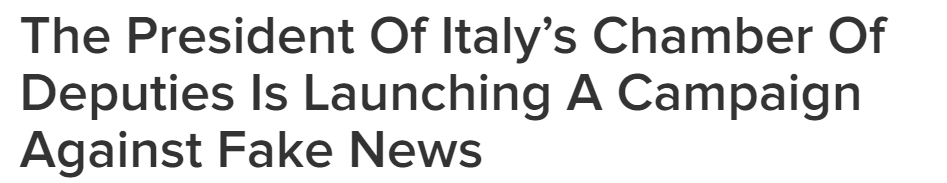 The President Of Italy’s Chamber Of
Deputies Is Launching A Campaign
Against Fake News